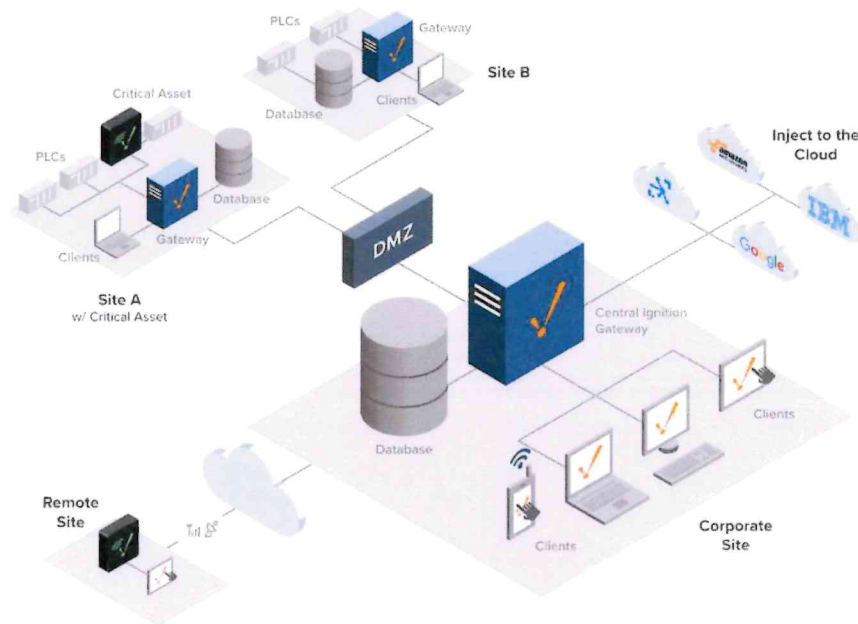 PLCs
Gateway
Site B
Database
Clients
Critical Asset
PLCs
Database
Gateway
Clients
Site A
w/ Critical Asset
DMZ
Inject to the
Cloud
amazon
IBM
Google
Central Ignition
Gateway
Database
Clients
Clients
Corporate
Site
Remote
Site